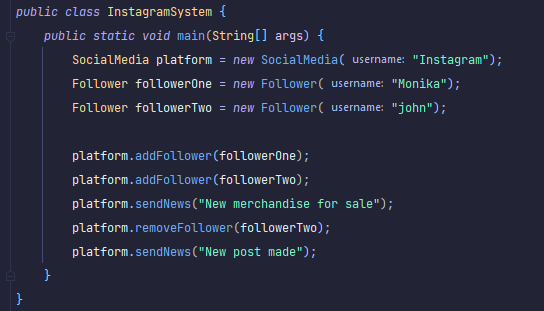 public class InstagramSystem {
public static void main(String[] args) {
SocialMedia platform = new SocialMedia( username: "Instagram");
Follower followerOne = new Follower( username: "Monika");
Follower followerTwo = new Follower( username: "john");
platform.addFollower(followerOne);
platform.addFollower(followerTwo);
platform.sendNews("New merchandise for sale");
platform.removeFollower(followerTwo);
platform.sendNews("New post made");
}
}